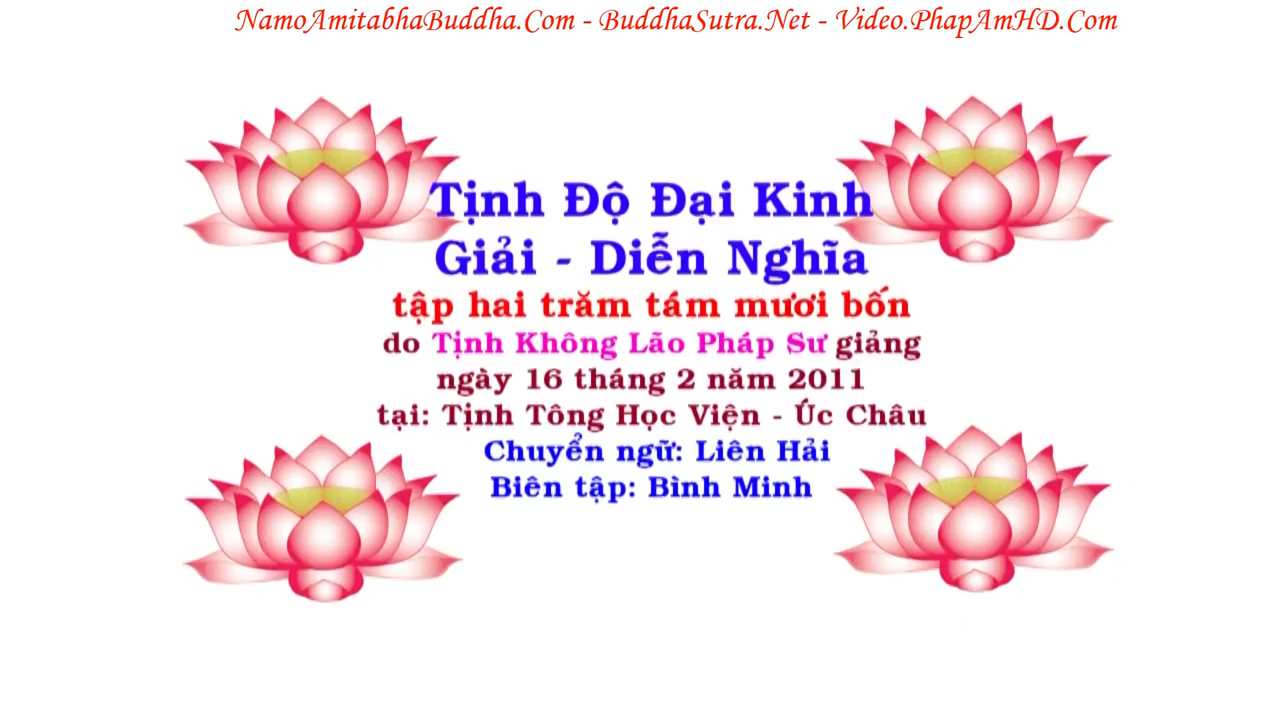 NamoAmitabhaBuddha.Com - BuddhaSutra.Net - Video.PhapAmHD.Com
Tịnh Độ Đại Kinh
Giải - Diễn Nghĩa
tập hai trăm tám mươi bốn
do Tịnh Không Lão Pháp Sư giảng
ngày 16 tháng 2 năm 2011
tại: Tịnh Tông Học Viện - Úc Châu
Chuyển ngữ: Liên Hải
Biên tập: Bình Minh